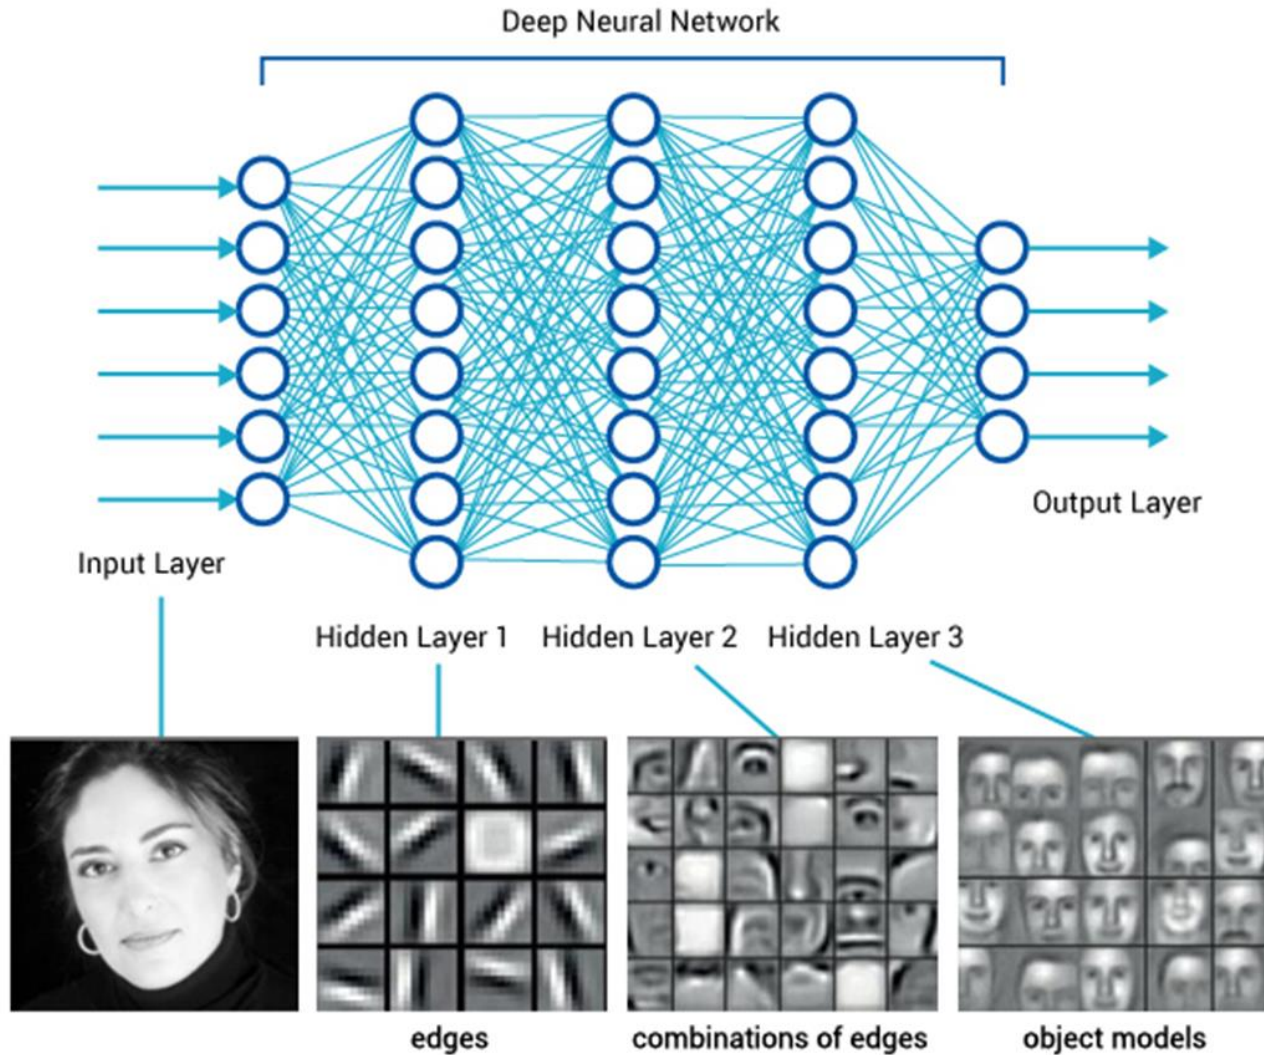 Deep Neural Network
Output Layer
Input Layer
Hidden Layer 1
Hidden Layer 2
Hidden Layer 3
edges
combinations of edges
object models